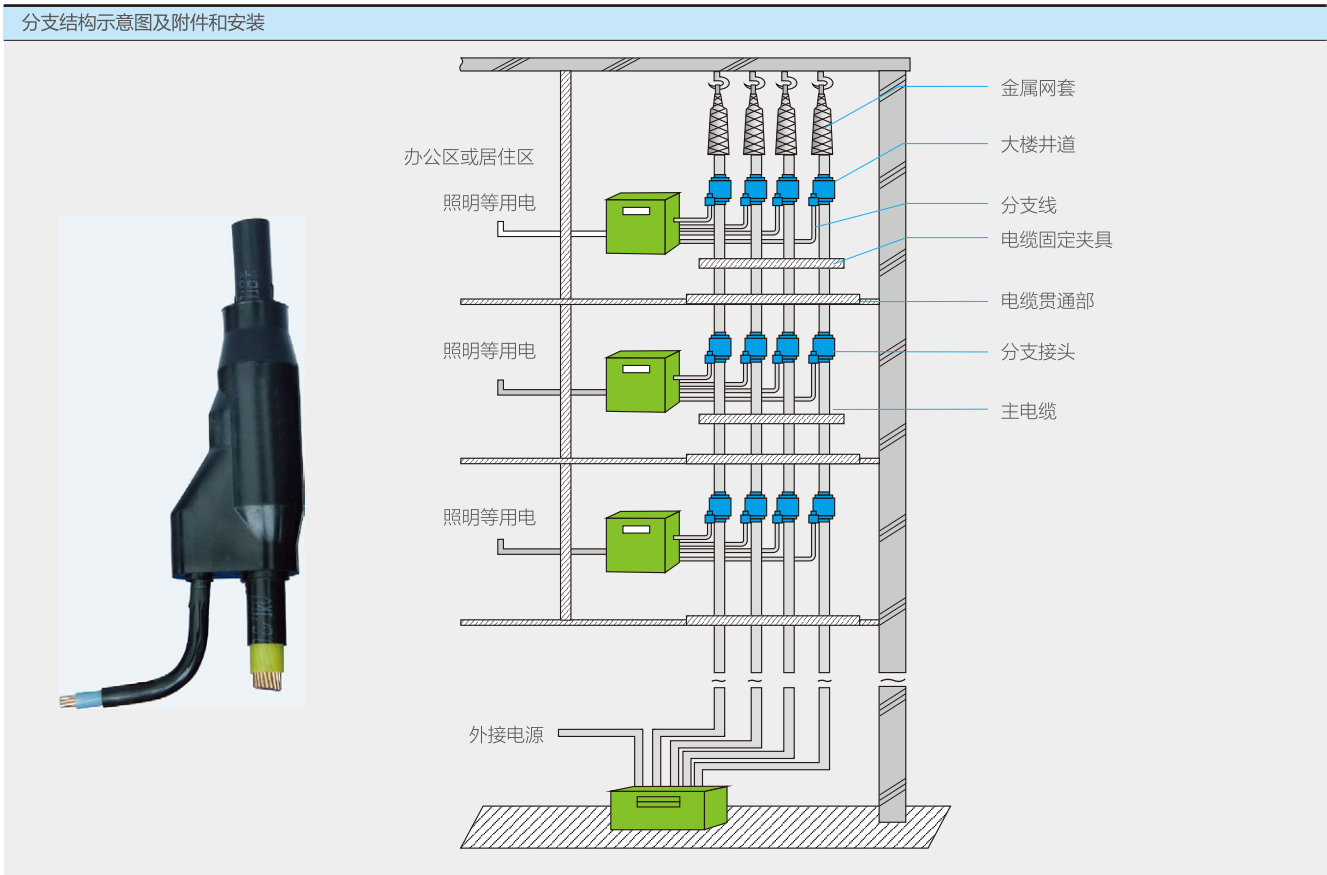 分支结构示意图及附件和安装
金属网套
大楼井道
办公区或居住区
照明等用电
分支线
电缆固定夹具
电缆贯通部
照明等用电
分支接头
主电缆
照明等用电
外接电源